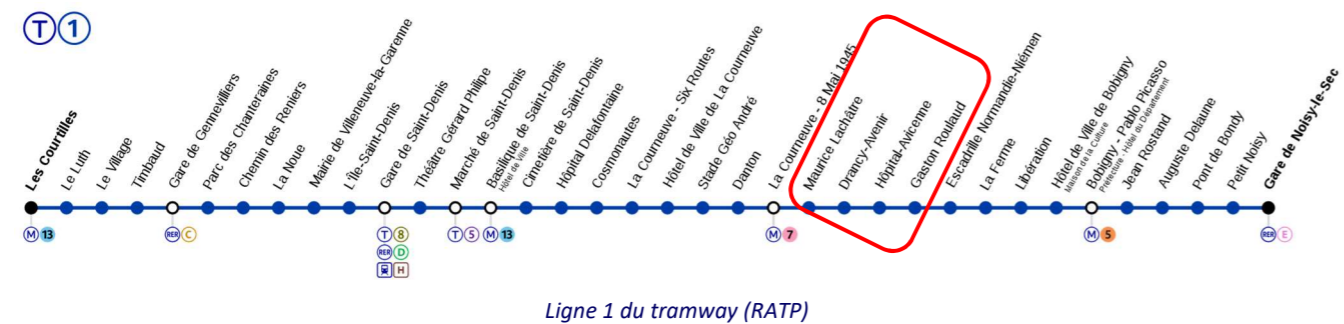 T 1
Les Courtilles
Le Luth
Le Village
Timbaud
Gare de Gennevilliers
Parc des Chanteraines
Chemin des Reniers
La Noue
Mairie de Villeneuve-la-Garenne
L'Île-Saint-Denis
Gare de Saint-Denis
Théâtre Gérard Philipe
Marché de Saint-Denis
Basilique de Saint-Denis
Hôtel de Ville
Cimetière de Saint-Denis
Hôpital Delafontaine
Cosmonautes
La Courneuve - Six Routes
Hôtel de Ville de La Courneuve
Stade Géo André
Danton
La Courneuve - 8 Mai 1945
Maurice Lachâtre
Drancy-Avenir
Hôpital-Avicenne
Gaston Roulaud
Escadrille Normandie-Niémen
La Ferme
Libération
Hôtel de Ville de Bobigny
Maison de la Culture
Bobigny - Pablo Picasso
Préfecture - Hôtel du Département
Jean Rostand
Auguste Delaune
Pont de Bondy
Petit Noisy
Gare de Noisy-le-Sec
M 13
RER C
T 8
RER D
H
T 5
M 13
M 7
M 5
RER E
Ligne 1 du tramway (RATP)